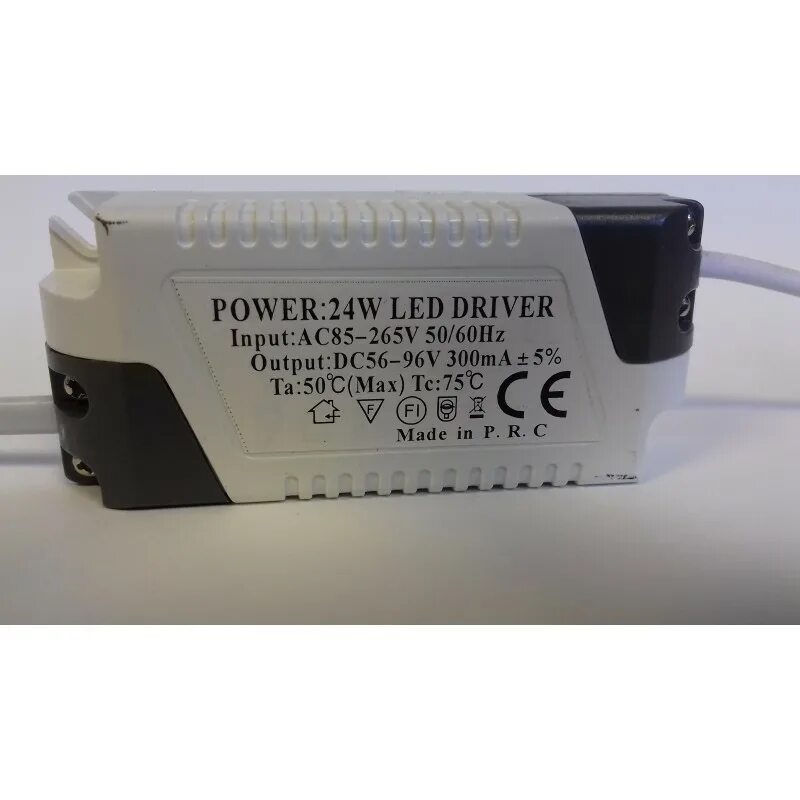 POWER:24W LED DRIVER
Input:AC85-265V 50/60Hz
Output:DC56-96V 300mA ± 5%
Ta:50℃(Max) Tc:75℃
F FI CE
Made in P. R. C